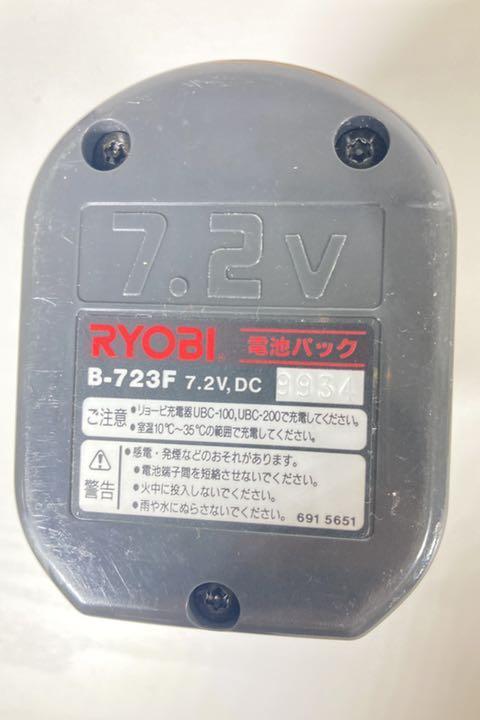 7.2V
RYOBI® 電池パック
B-723F 7.2V, DC 9934
ご注意
•リョービ充電器UBC-100,UBC-200で充電してください。
•室温10℃~35℃の範囲で充電してください。
警告
•感電・発煙などのおそれがあります。
•電池端子間を短絡させないでください。
•火中に投入しないでください。
•雨や水にぬらさないでください。 691 5651